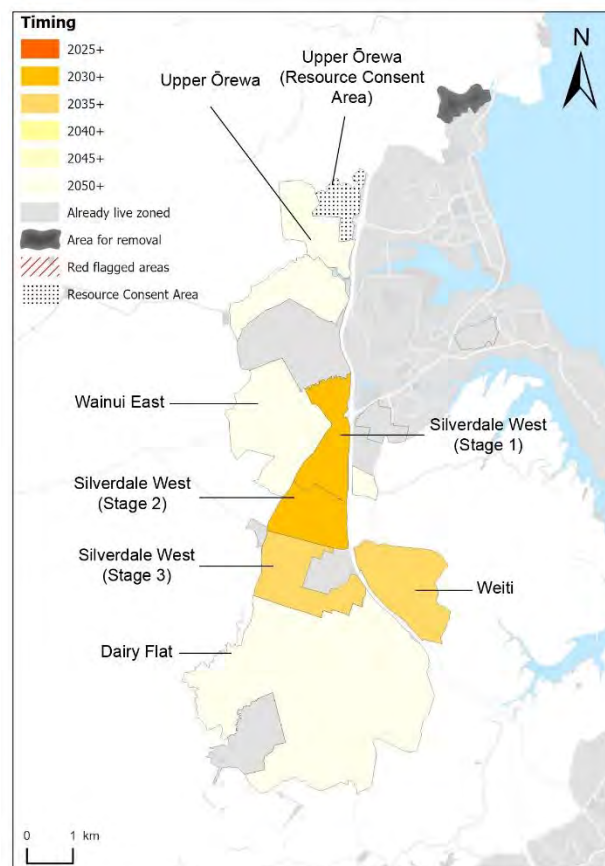 Timing
2025+
2030+
2035+
2040+
2045+
2050+
Already live zoned
Area for removal
Red flagged areas
Resource Consent Area
Upper Ōrewa
Upper Ōrewa
(Resource Consent
Area)
N
Wainui East
Silverdale West
(Stage 1)
Silverdale West
(Stage 2)
Silverdale West
(Stage 3)
Weiti
Dairy Flat
0 1 km